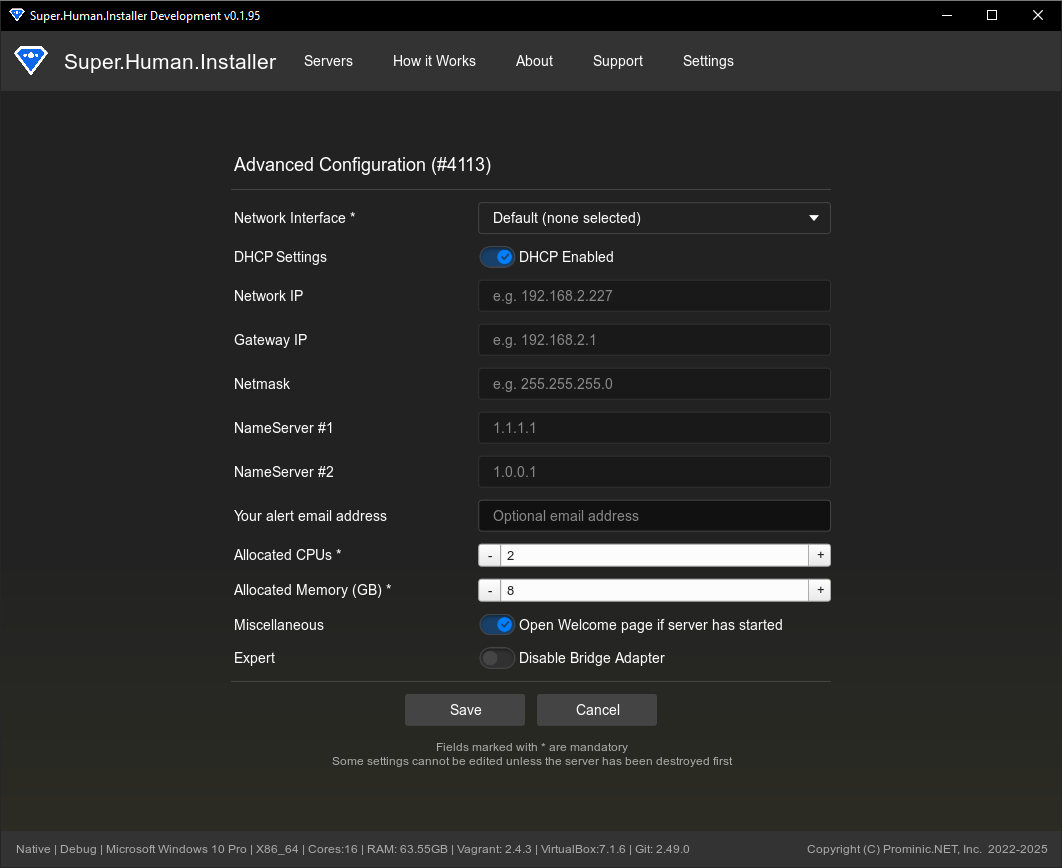 Super.Human.Installer Development v0.1.95
Super.Human.Installer Servers How it Works About Support Settings
Advanced Configuration (#4113)
Network Interface * Default (none selected)
DHCP Settings DHCP Enabled
Network IP e.g. 192.168.2.227
Gateway IP e.g. 192.168.2.1
Netmask e.g. 255.255.255.0
NameServer #1 1.1.1.1
NameServer #2 1.0.0.1
Your alert email address Optional email address
Allocated CPUs * - 2 +
Allocated Memory (GB) * - 8 +
Miscellaneous Open Welcome page if server has started
Expert Disable Bridge Adapter
Save Cancel
Fields marked with * are mandatory
Some settings cannot be edited unless the server has been destroyed first
Native | Debug | Microsoft Windows 10 Pro | X86_64 | Cores:16 | RAM: 63.55GB | Vagrant: 2.4.3 | VirtualBox:7.1.6 | Git: 2.49.0 Copyright (C) Prominic.NET, Inc. 2022-2025